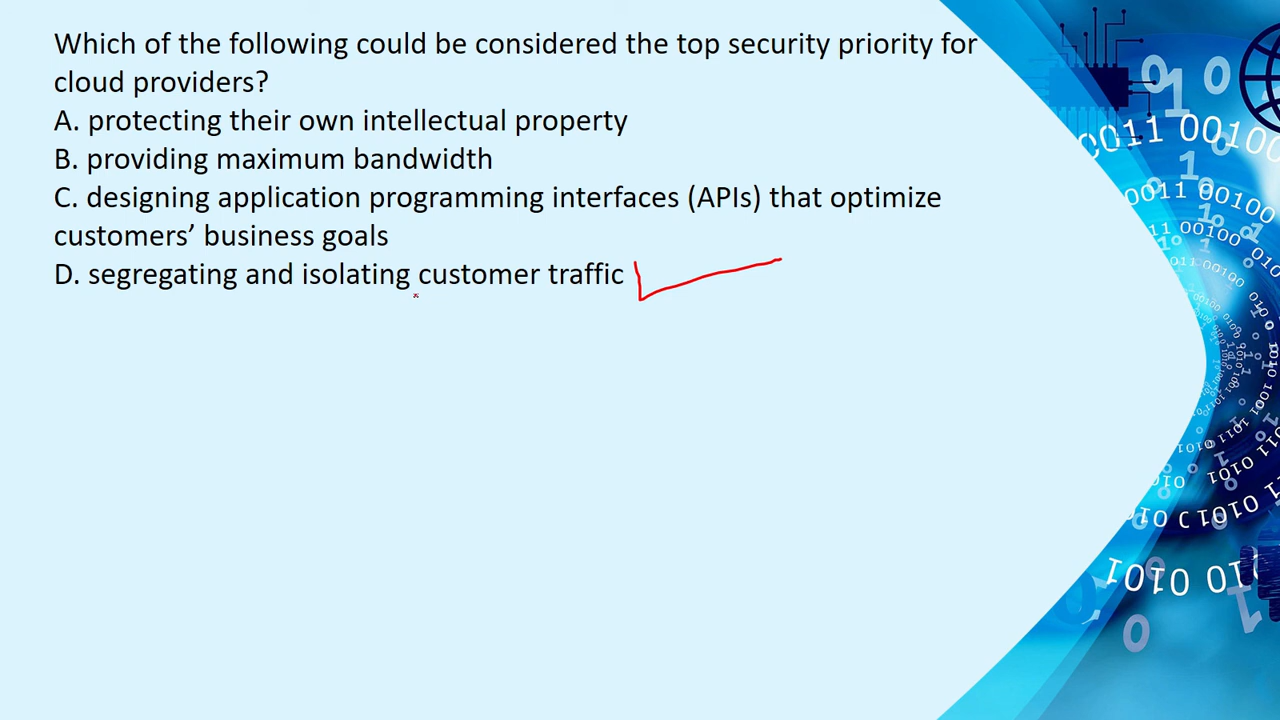 Which of the following could be considered the top security priority for
cloud providers?
A. protecting their own intellectual property
B. providing maximum bandwidth
C. designing application programming interfaces (APIs) that optimize
customers’ business goals
D. segregating and isolating customer traffic